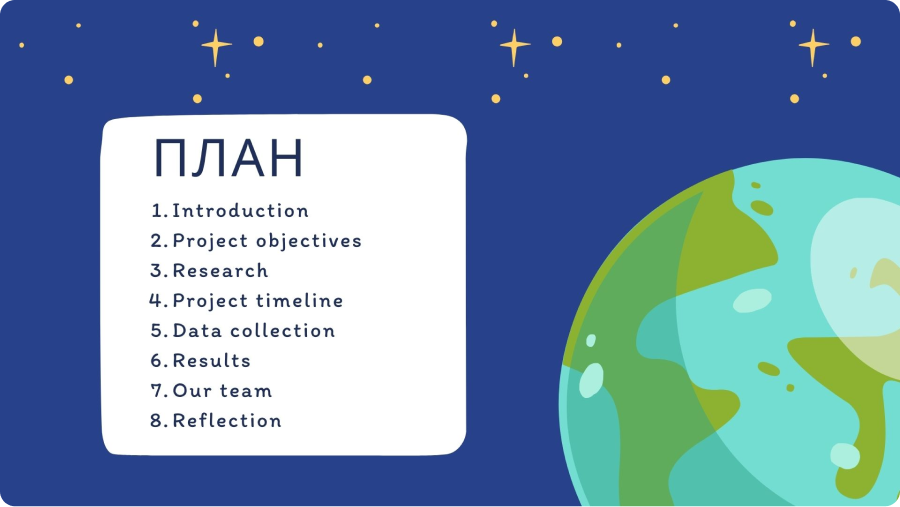 ПЛАН
1. Introduction
2. Project objectives
3. Research
4. Project timeline
5. Data collection
6. Results
7. Our team
8. Reflection